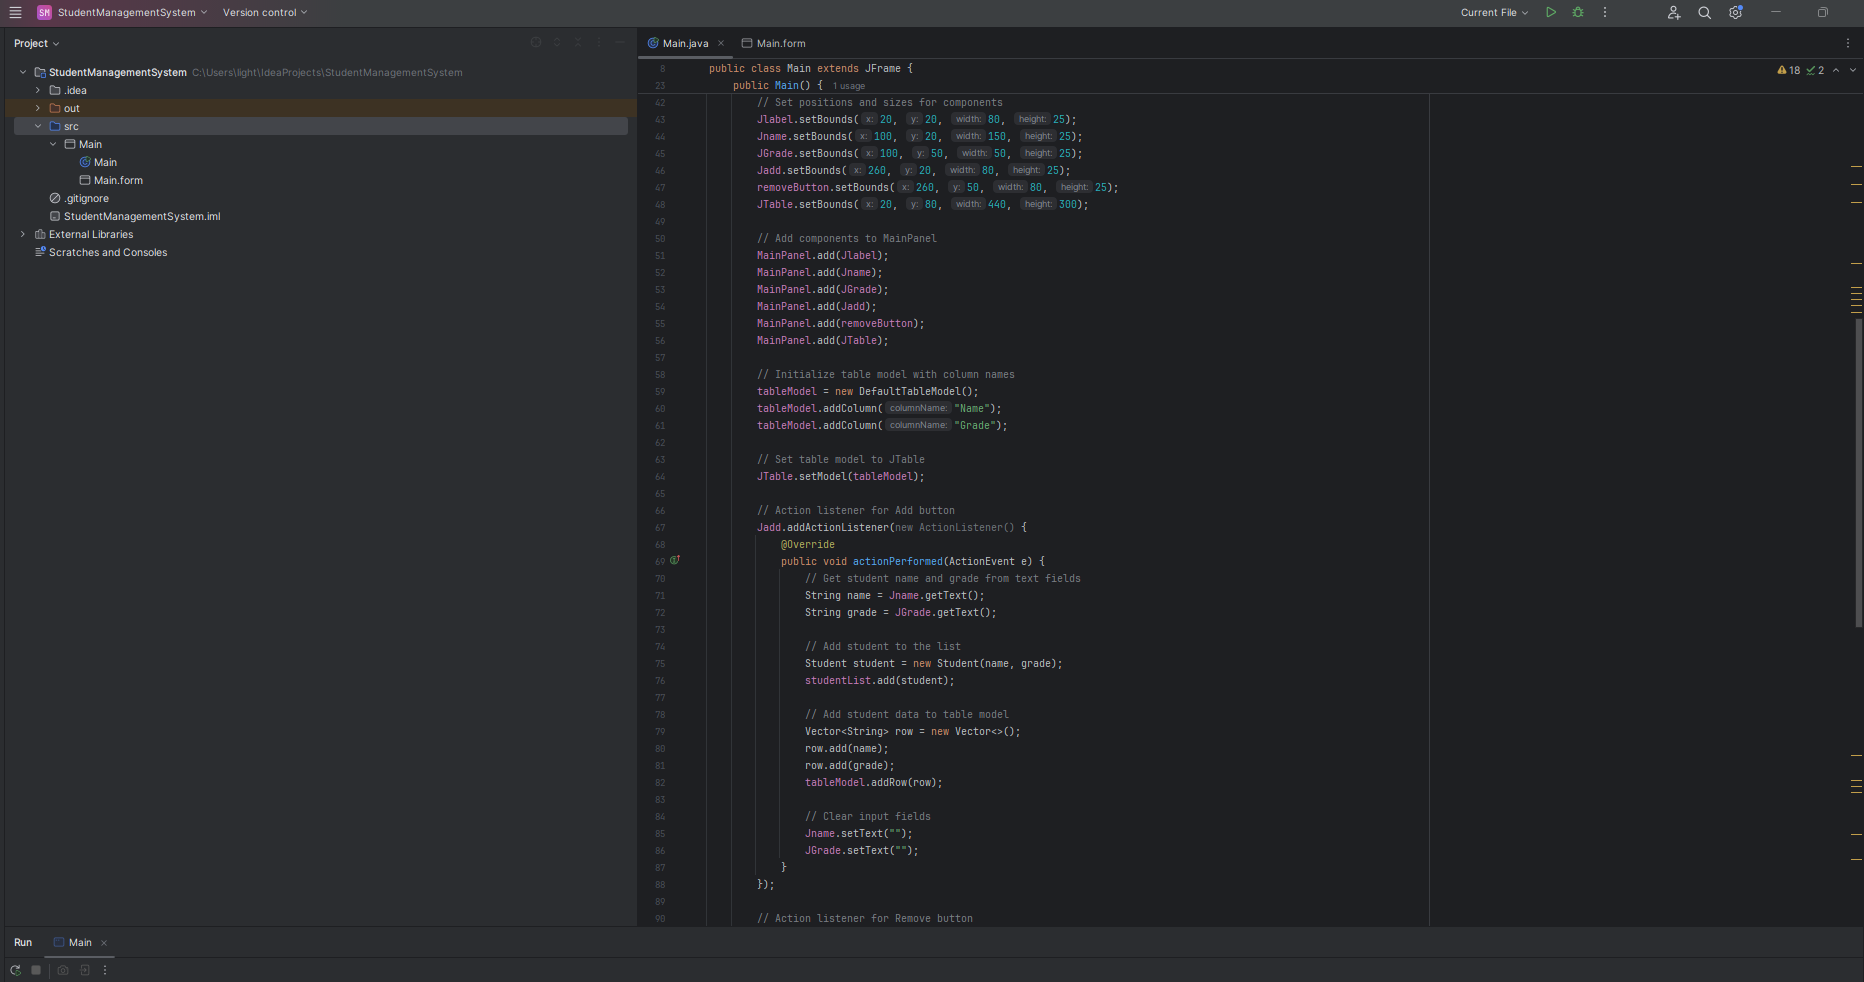 SM StudentManagementSystem Version control Current File
Project
StudentManagementSystem C:\Users\light\IdeaProjects\StudentManagementSystem
.idea
out
src
Main
Main
Main.form
.gitignore
StudentManagementSystem.iml
External Libraries
Scratches and Consoles
Main.java Main.form
18 2
8 public class Main extends JFrame {
23 public Main() { 1 usage
42 // Set positions and sizes for components
43 Jlabel.setBounds( x: 20, y: 20, width: 80, height: 25);
44 Jname.setBounds( x: 100, y: 20, width: 150, height: 25);
45 JGrade.setBounds( x: 100, y: 50, width: 50, height: 25);
46 Jadd.setBounds( x: 260, y: 20, width: 80, height: 25);
47 removeButton.setBounds( x: 260, y: 50, width: 80, height: 25);
48 JTable.setBounds( x: 20, y: 80, width: 440, height: 300);
49
50 // Add components to MainPanel
51 MainPanel.add(Jlabel);
52 MainPanel.add(Jname);
53 MainPanel.add(JGrade);
54 MainPanel.add(Jadd);
55 MainPanel.add(removeButton);
56 MainPanel.add(JTable);
57
58 // Initialize table model with column names
59 tableModel = new DefaultTableModel();
60 tableModel.addColumn( columnName: "Name");
61 tableModel.addColumn( columnName: "Grade");
62
63 // Set table model to JTable
64 JTable.setModel(tableModel);
65
66 // Action listener for Add button
67 Jadd.addActionListener(new ActionListener() {
68 @Override
69 public void actionPerformed(ActionEvent e) {
70 // Get student name and grade from text fields
71 String name = Jname.getText();
72 String grade = JGrade.getText();
73
74 // Add student to the list
75 Student student = new Student(name, grade);
76 studentList.add(student);
77
78 // Add student data to table model
79 Vector<String> row = new Vector<>();
80 row.add(name);
81 row.add(grade);
82 tableModel.addRow(row);
83
84 // Clear input fields
85 Jname.setText("");
86 JGrade.setText("");
87 }
88 });
89
90 // Action listener for Remove button
Run Main